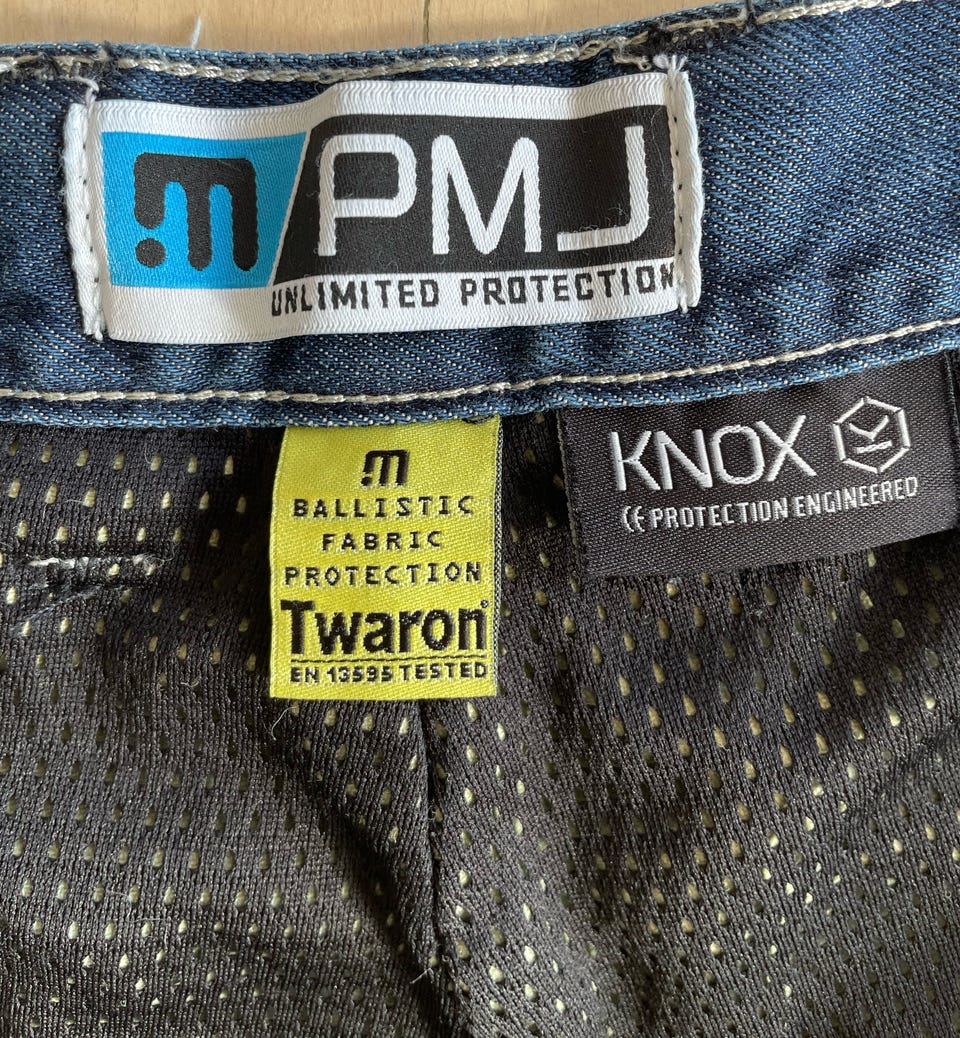 PMJ
UNLIMITED PROTECTION
m
BALLISTIC
FABRIC
PROTECTION
Twaron®
EN 13595 TESTED
KNOX
CE PROTECTION ENGINEERED